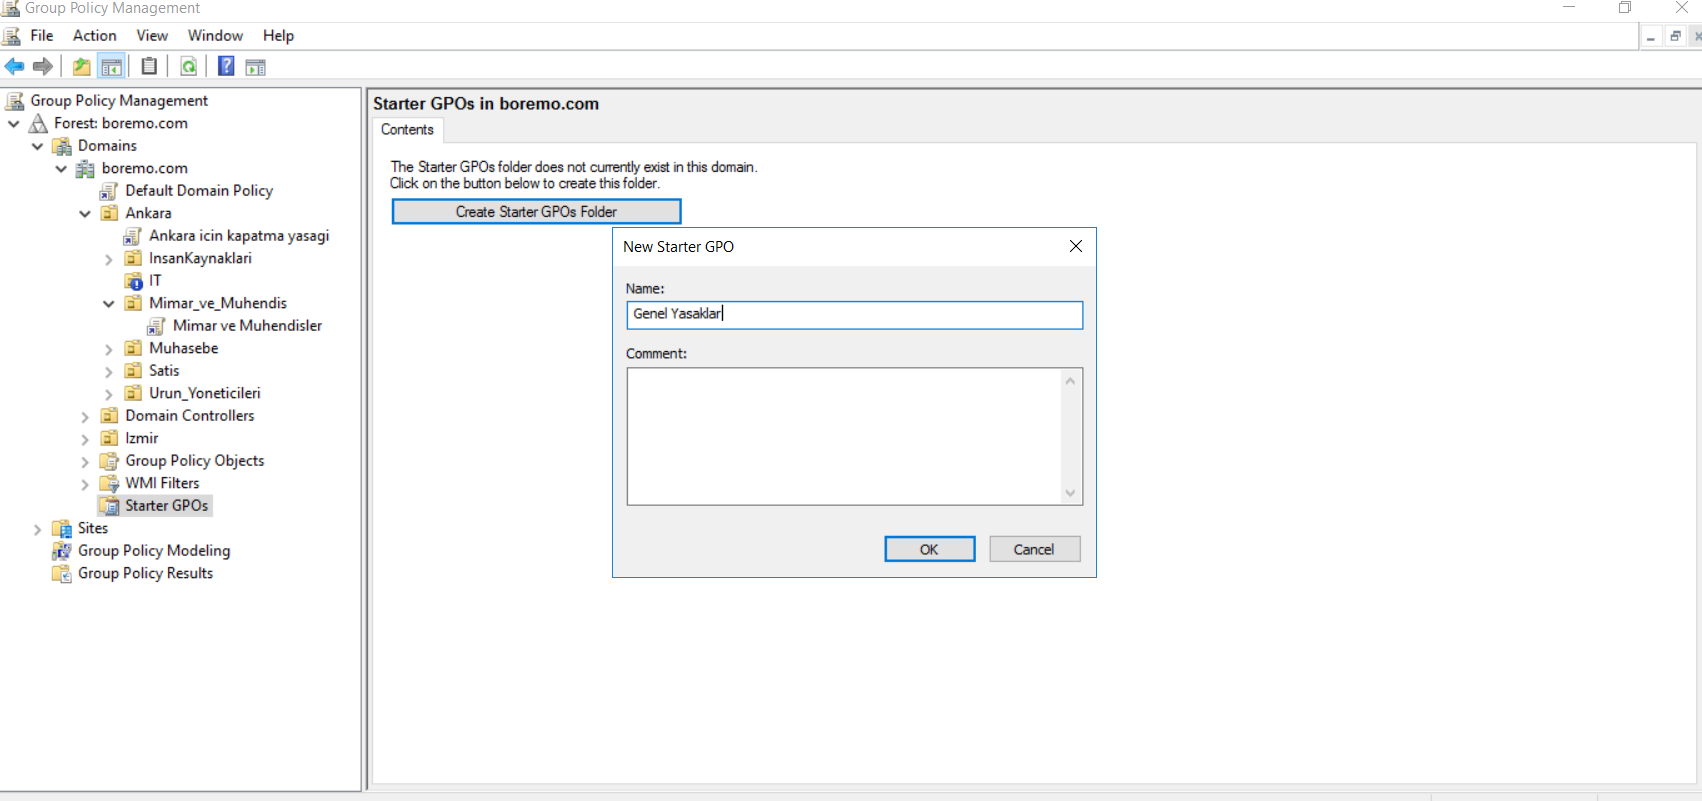 Group Policy Management
File Action View Window Help
Group Policy Management
Forest: boremo.com
Domains
boremo.com
Default Domain Policy
Ankara
Ankara icin kapatma yasagi
InsanKaynaklari
IT
Mimar_ve_Muhendis
Mimar ve Muhendisler
Muhasebe
Satis
Urun_Yoneticileri
Domain Controllers
Izmir
Group Policy Objects
WMI Filters
Starter GPOs
Sites
Group Policy Modeling
Group Policy Results
Starter GPOs in boremo.com
Contents
The Starter GPOs folder does not currently exist in this domain.
Click on the button below to create this folder.
Create Starter GPOs Folder
New Starter GPO
Name:
Genel Yasaklar
Comment:
OK Cancel